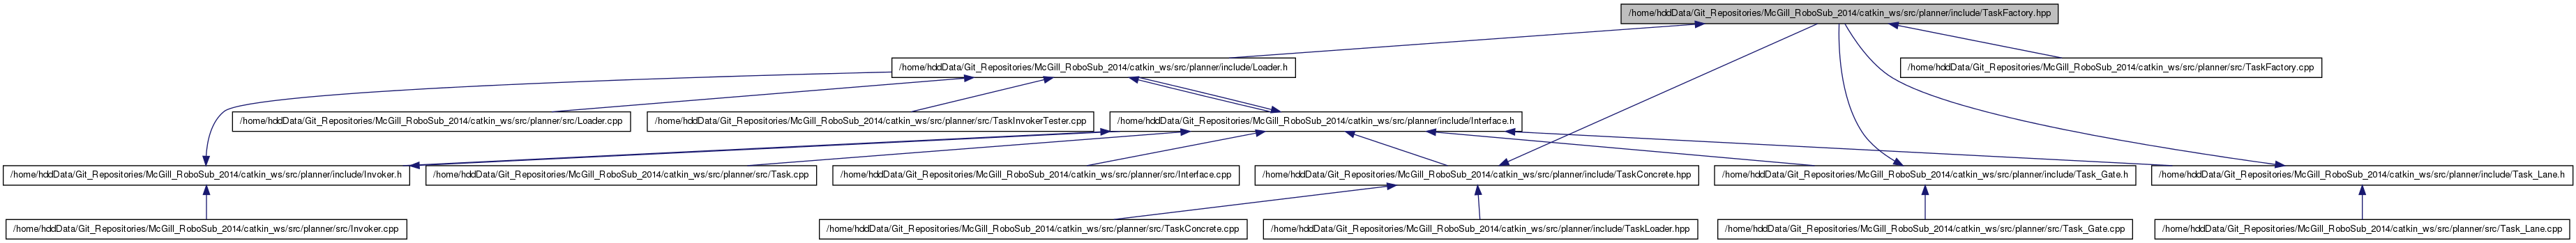 /home/hddData/Git_Repositories/McGill_RoboSub_2014/catkin_ws/src/planner/include/TaskFactory.hpp
/home/hddData/Git_Repositories/McGill_RoboSub_2014/catkin_ws/src/planner/include/Loader.h
/home/hddData/Git_Repositories/McGill_RoboSub_2014/catkin_ws/src/planner/src/TaskFactory.cpp
/home/hddData/Git_Repositories/McGill_RoboSub_2014/catkin_ws/src/planner/src/Loader.cpp
/home/hddData/Git_Repositories/McGill_RoboSub_2014/catkin_ws/src/planner/src/TaskInvokerTester.cpp
/home/hddData/Git_Repositories/McGill_RoboSub_2014/catkin_ws/src/planner/include/Interface.h
/home/hddData/Git_Repositories/McGill_RoboSub_2014/catkin_ws/src/planner/include/Invoker.h
/home/hddData/Git_Repositories/McGill_RoboSub_2014/catkin_ws/src/planner/src/Task.cpp
/home/hddData/Git_Repositories/McGill_RoboSub_2014/catkin_ws/src/planner/src/Interface.cpp
/home/hddData/Git_Repositories/McGill_RoboSub_2014/catkin_ws/src/planner/include/TaskConcrete.hpp
/home/hddData/Git_Repositories/McGill_RoboSub_2014/catkin_ws/src/planner/include/Task_Gate.h
/home/hddData/Git_Repositories/McGill_RoboSub_2014/catkin_ws/src/planner/include/Task_Lane.h
/home/hddData/Git_Repositories/McGill_RoboSub_2014/catkin_ws/src/planner/src/Invoker.cpp
/home/hddData/Git_Repositories/McGill_RoboSub_2014/catkin_ws/src/planner/src/TaskConcrete.cpp
/home/hddData/Git_Repositories/McGill_RoboSub_2014/catkin_ws/src/planner/include/TaskLoader.hpp
/home/hddData/Git_Repositories/McGill_RoboSub_2014/catkin_ws/src/planner/src/Task_Gate.cpp
/home/hddData/Git_Repositories/McGill_RoboSub_2014/catkin_ws/src/planner/src/Task_Lane.cpp